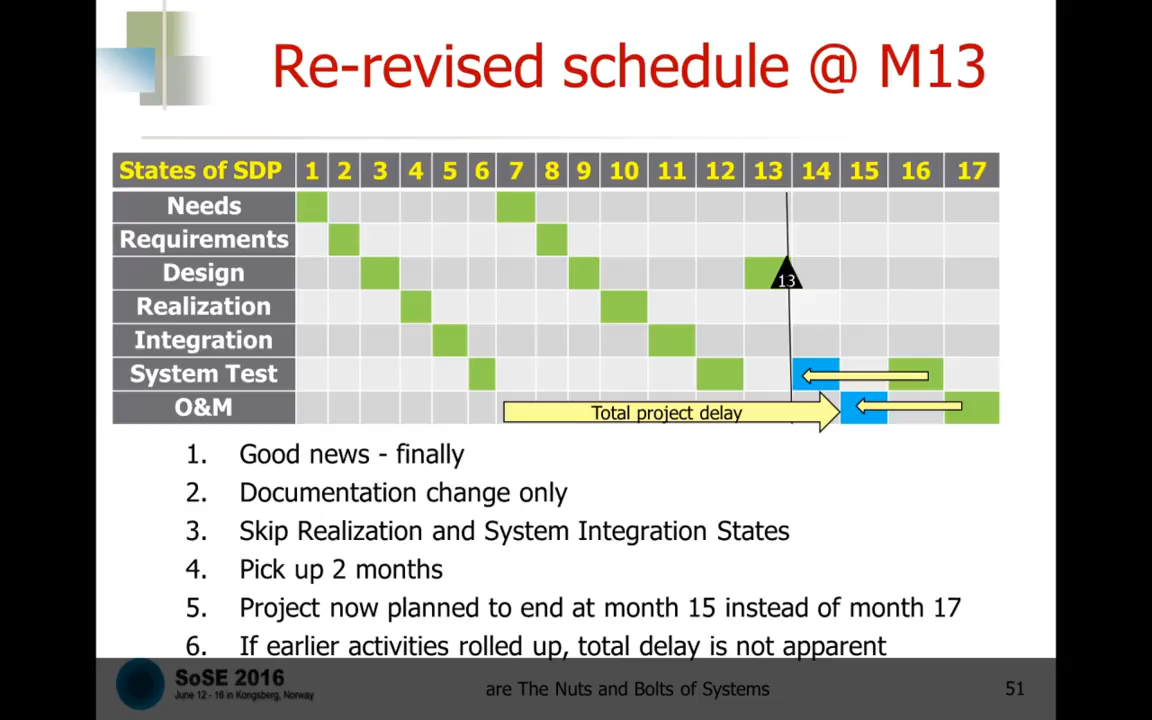 Re-revised schedule @ M13
States of SDP 1 2 3 4 5 6 7 8 9 10 11 12 13 14 15 16 17
Needs
Requirements
Design
13
Realization
Integration
System Test
O&M
Total project delay
1. Good news - finally
2. Documentation change only
3. Skip Realization and System Integration States
4. Pick up 2 months
5. Project now planned to end at month 15 instead of month 17
6. If earlier activities rolled up, total delay is not apparent
SoSE 2016
June 12 - 16 in Kongsberg, Norway
are The Nuts and Bolts of Systems
51